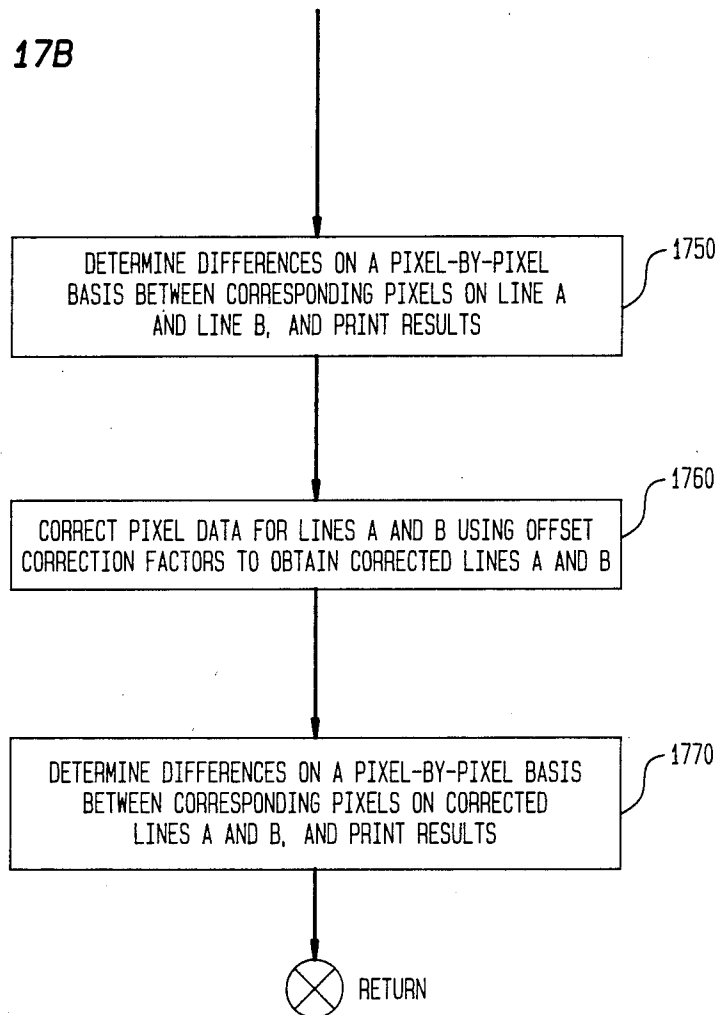 17B
DETERMINE DIFFERENCES ON A PIXEL-BY-PIXEL
BASIS BETWEEN CORRESPONDING PIXELS ON LINE A
AND LINE B, AND PRINT RESULTS
1750
CORRECT PIXEL DATA FOR LINES A AND B USING OFFSET
CORRECTION FACTORS TO OBTAIN CORRECTED LINES A AND B
1760
DETERMINE DIFFERENCES ON A PIXEL-BY-PIXEL BASIS
BETWEEN CORRESPONDING PIXELS ON CORRECTED
LINES A AND B, AND PRINT RESULTS
1770
RETURN